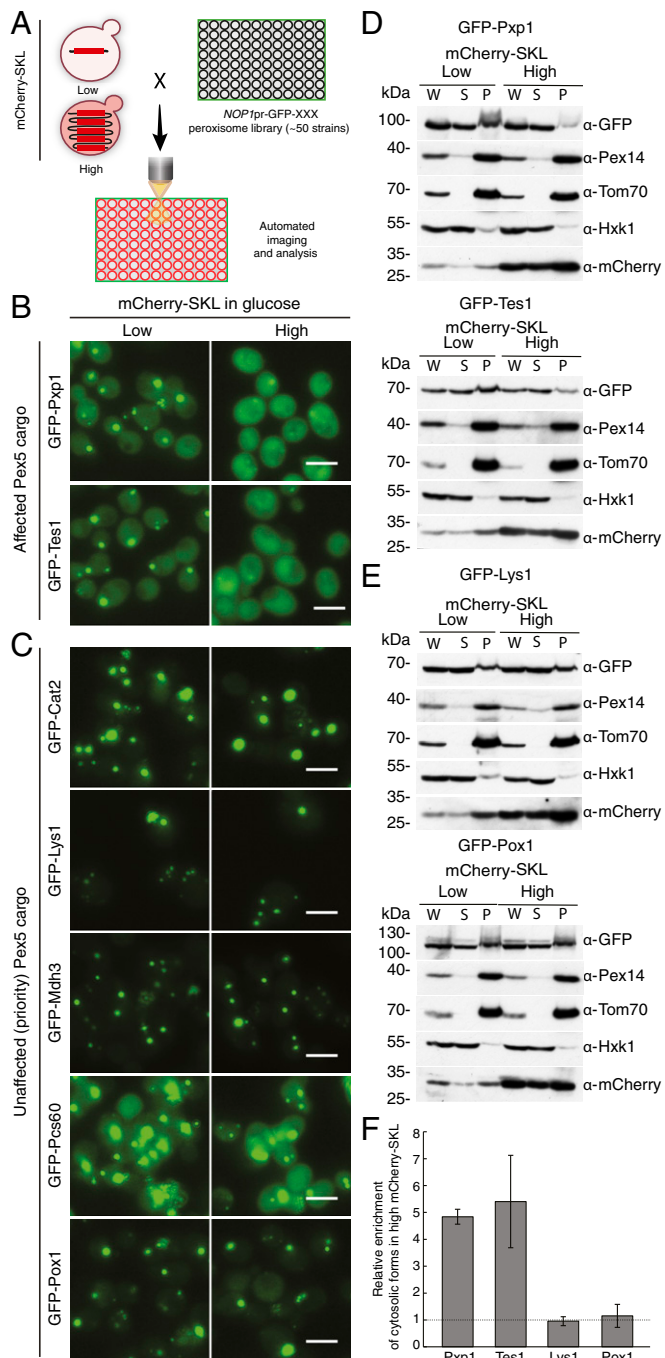 A
mCherry-SKL
Low
High
X
NOP1pr-GFP-XXX
peroxisome library (~50 strains)
Automated
imaging
and analysis
B
mCherry-SKL in glucose
Low High
Affected Pex5 cargo
GFP-Pxp1
GFP-Tes1
C
Unaffected (priority) Pex5 cargo
GFP-Cat2
GFP-Lys1
GFP-Mdh3
GFP-Pcs60
GFP-Pox1
D
GFP-Pxp1
mCherry-SKL
Low High
kDa W S P W S P
100- α-GFP
40- α-Pex14
70- α-Tom70
55- α-Hxk1
35- α-mCherry
25-
GFP-Tes1
mCherry-SKL
Low High
W S P W S P
70- α-GFP
40- α-Pex14
70- α-Tom70
55- α-Hxk1
35-
25- α-mCherry
E
GFP-Lys1
mCherry-SKL
Low High
kDa W S P W S P
70- α-GFP
40- α-Pex14
70- α-Tom70
55- α-Hxk1
35-
25- α-mCherry
GFP-Pox1
mCherry-SKL
Low High
kDa W S P W S P
130-
100- α-GFP
40- α-Pex14
70- α-Tom70
55- α-Hxk1
35-
25- α-mCherry
F
Relative enrichment
of cytosolic forms in high mCherry-SKL
8
7
6
5
4
3
2
1
0
Pxp1 Tes1 Lys1 Pox1